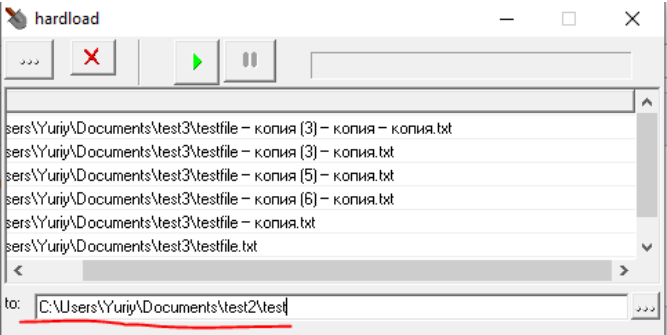 hardload
...
sers\Yuriy\Documents\test3\testfile – копия (3) – копия – копия.txt
sers\Yuriy\Documents\test3\testfile – копия (3) – копия.txt
sers\Yuriy\Documents\test3\testfile – копия (5) – копия.txt
sers\Yuriy\Documents\test3\testfile – копия (6) – копия.txt
sers\Yuriy\Documents\test3\testfile – копия.txt
sers\Yuriy\Documents\test3\testfile.txt
to: C:\Users\Yuriy\Documents\test2\test ...